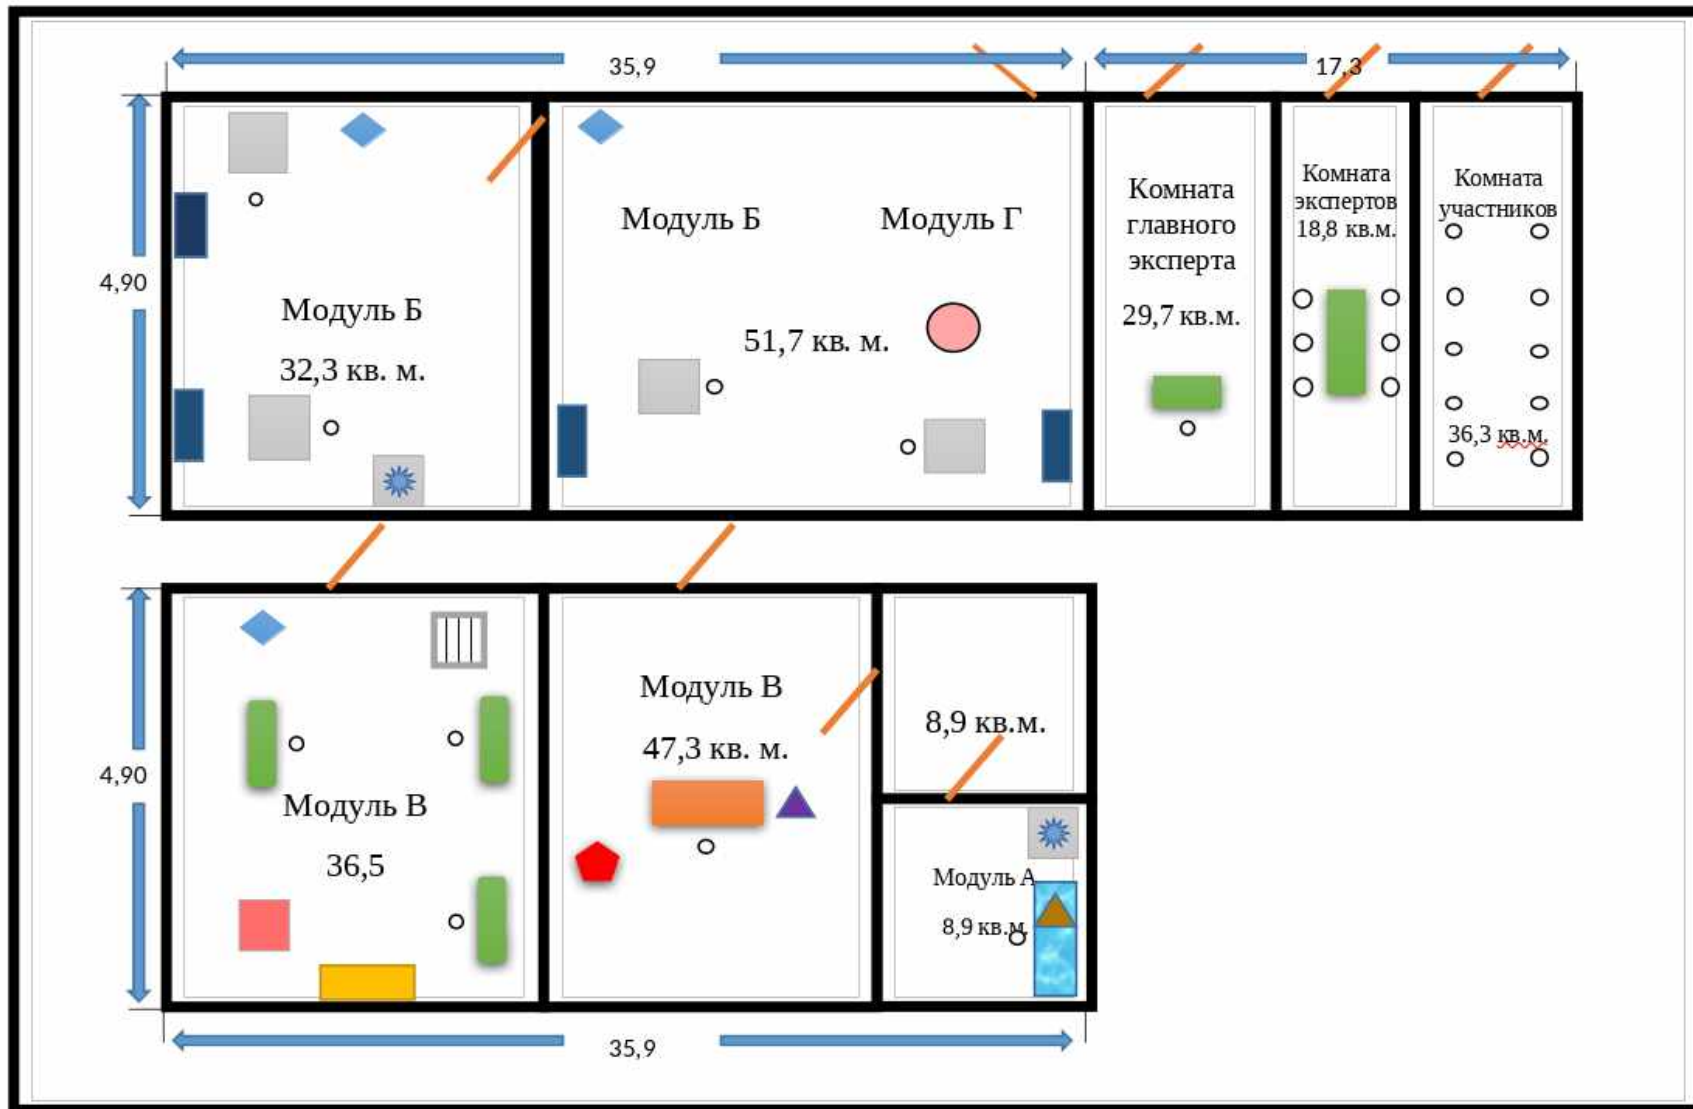 35,9
17,3
4,90
Модуль Б
32,3 кв. м.
Модуль Б
Модуль Г
51,7 кв. м.
Комната
главного
эксперта
29,7 кв.м.
Комната
экспертов
18,8 кв.м.
Комната
участников
36,3 кв.м.
4,90
Модуль В
36,5
Модуль В
47,3 кв. м.
8,9 кв.м.
Модуль А
8,9 кв.м.
35,9